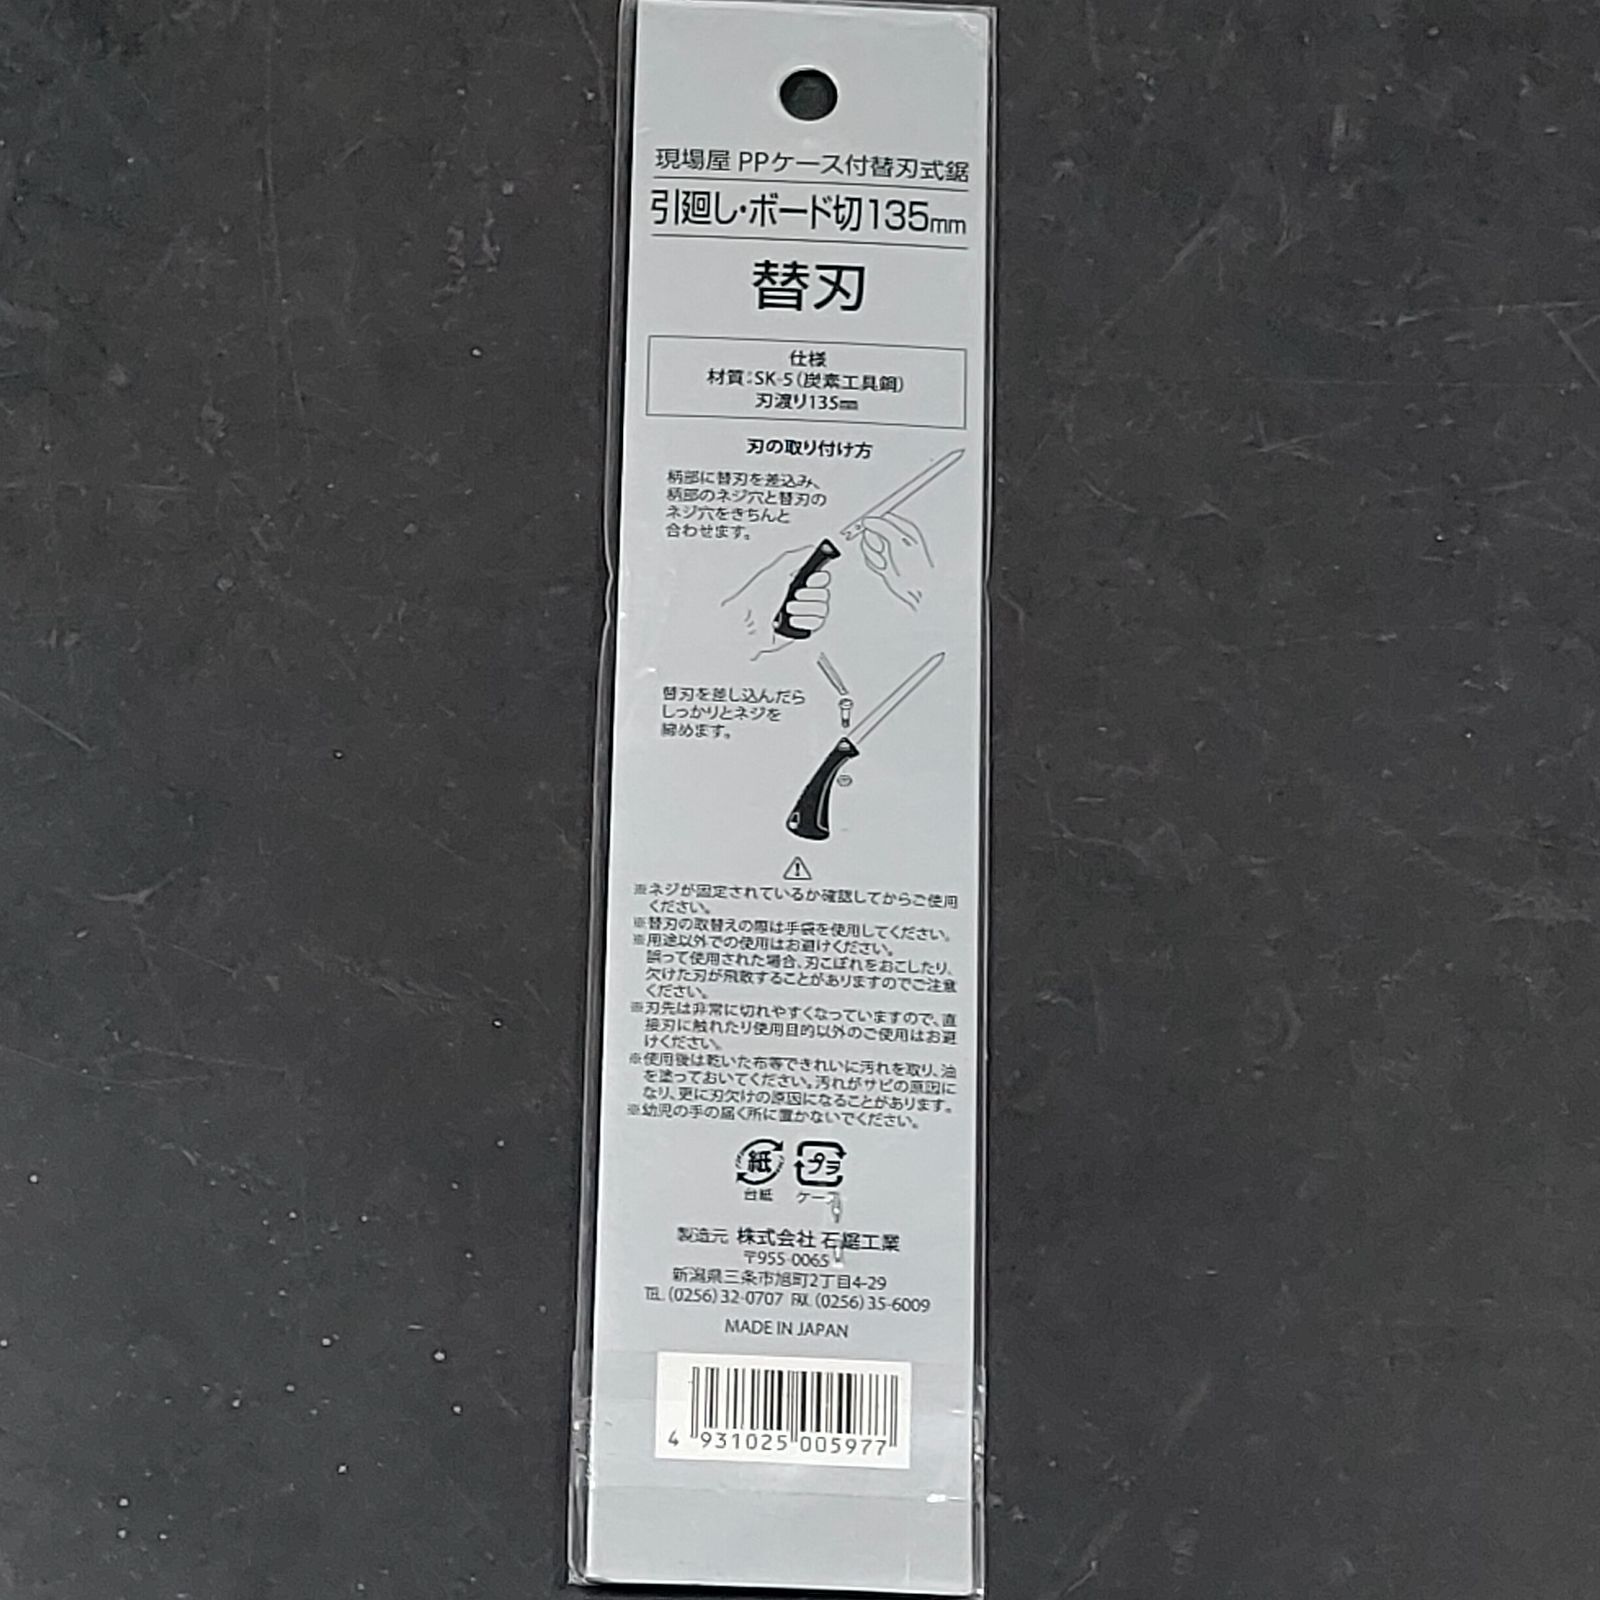 現場屋 PPケース付替刃式鋸
引廻し・ボード切135mm
替刃
仕様
材質:SK-5(炭素工具鋼)
刃渡り135mm
刃の取り付け方
柄部に替刃を差込み、
柄部のネジ穴と替刃の
ネジ穴をきちんと
合わせます。
替刃を差し込んだら
しっかりとネジを
締めます。
※ネジが固定されているか確認してからご使用
ください。
※替刃の取替えの際は手袋を使用してください。
※用途以外での使用はお避けください。
誤って使用された場合、刃こぼれをおこしたり、
欠けた刃が飛散することがありますのでご注意
ください。
※刃先は非常に切れやすくなっていますので、直
接刃に触れたり使用目的以外のご使用はお避
けください。
※使用後は乾いた布等できれいに汚れを取り、油
を塗っておいてください。汚れがサビの原因に
なり、更に刃欠けの原因になることがあります。
※幼児の手の届く所に置かないでください。
紙 プラ
台紙 ケース
製造元 株式会社 石鋸工業
〒955-0065
新潟県三条市旭町2丁目4-29
TEL.(0256)32-0707 FAX.(0256)35-6009
MADE IN JAPAN
4 931025 005977